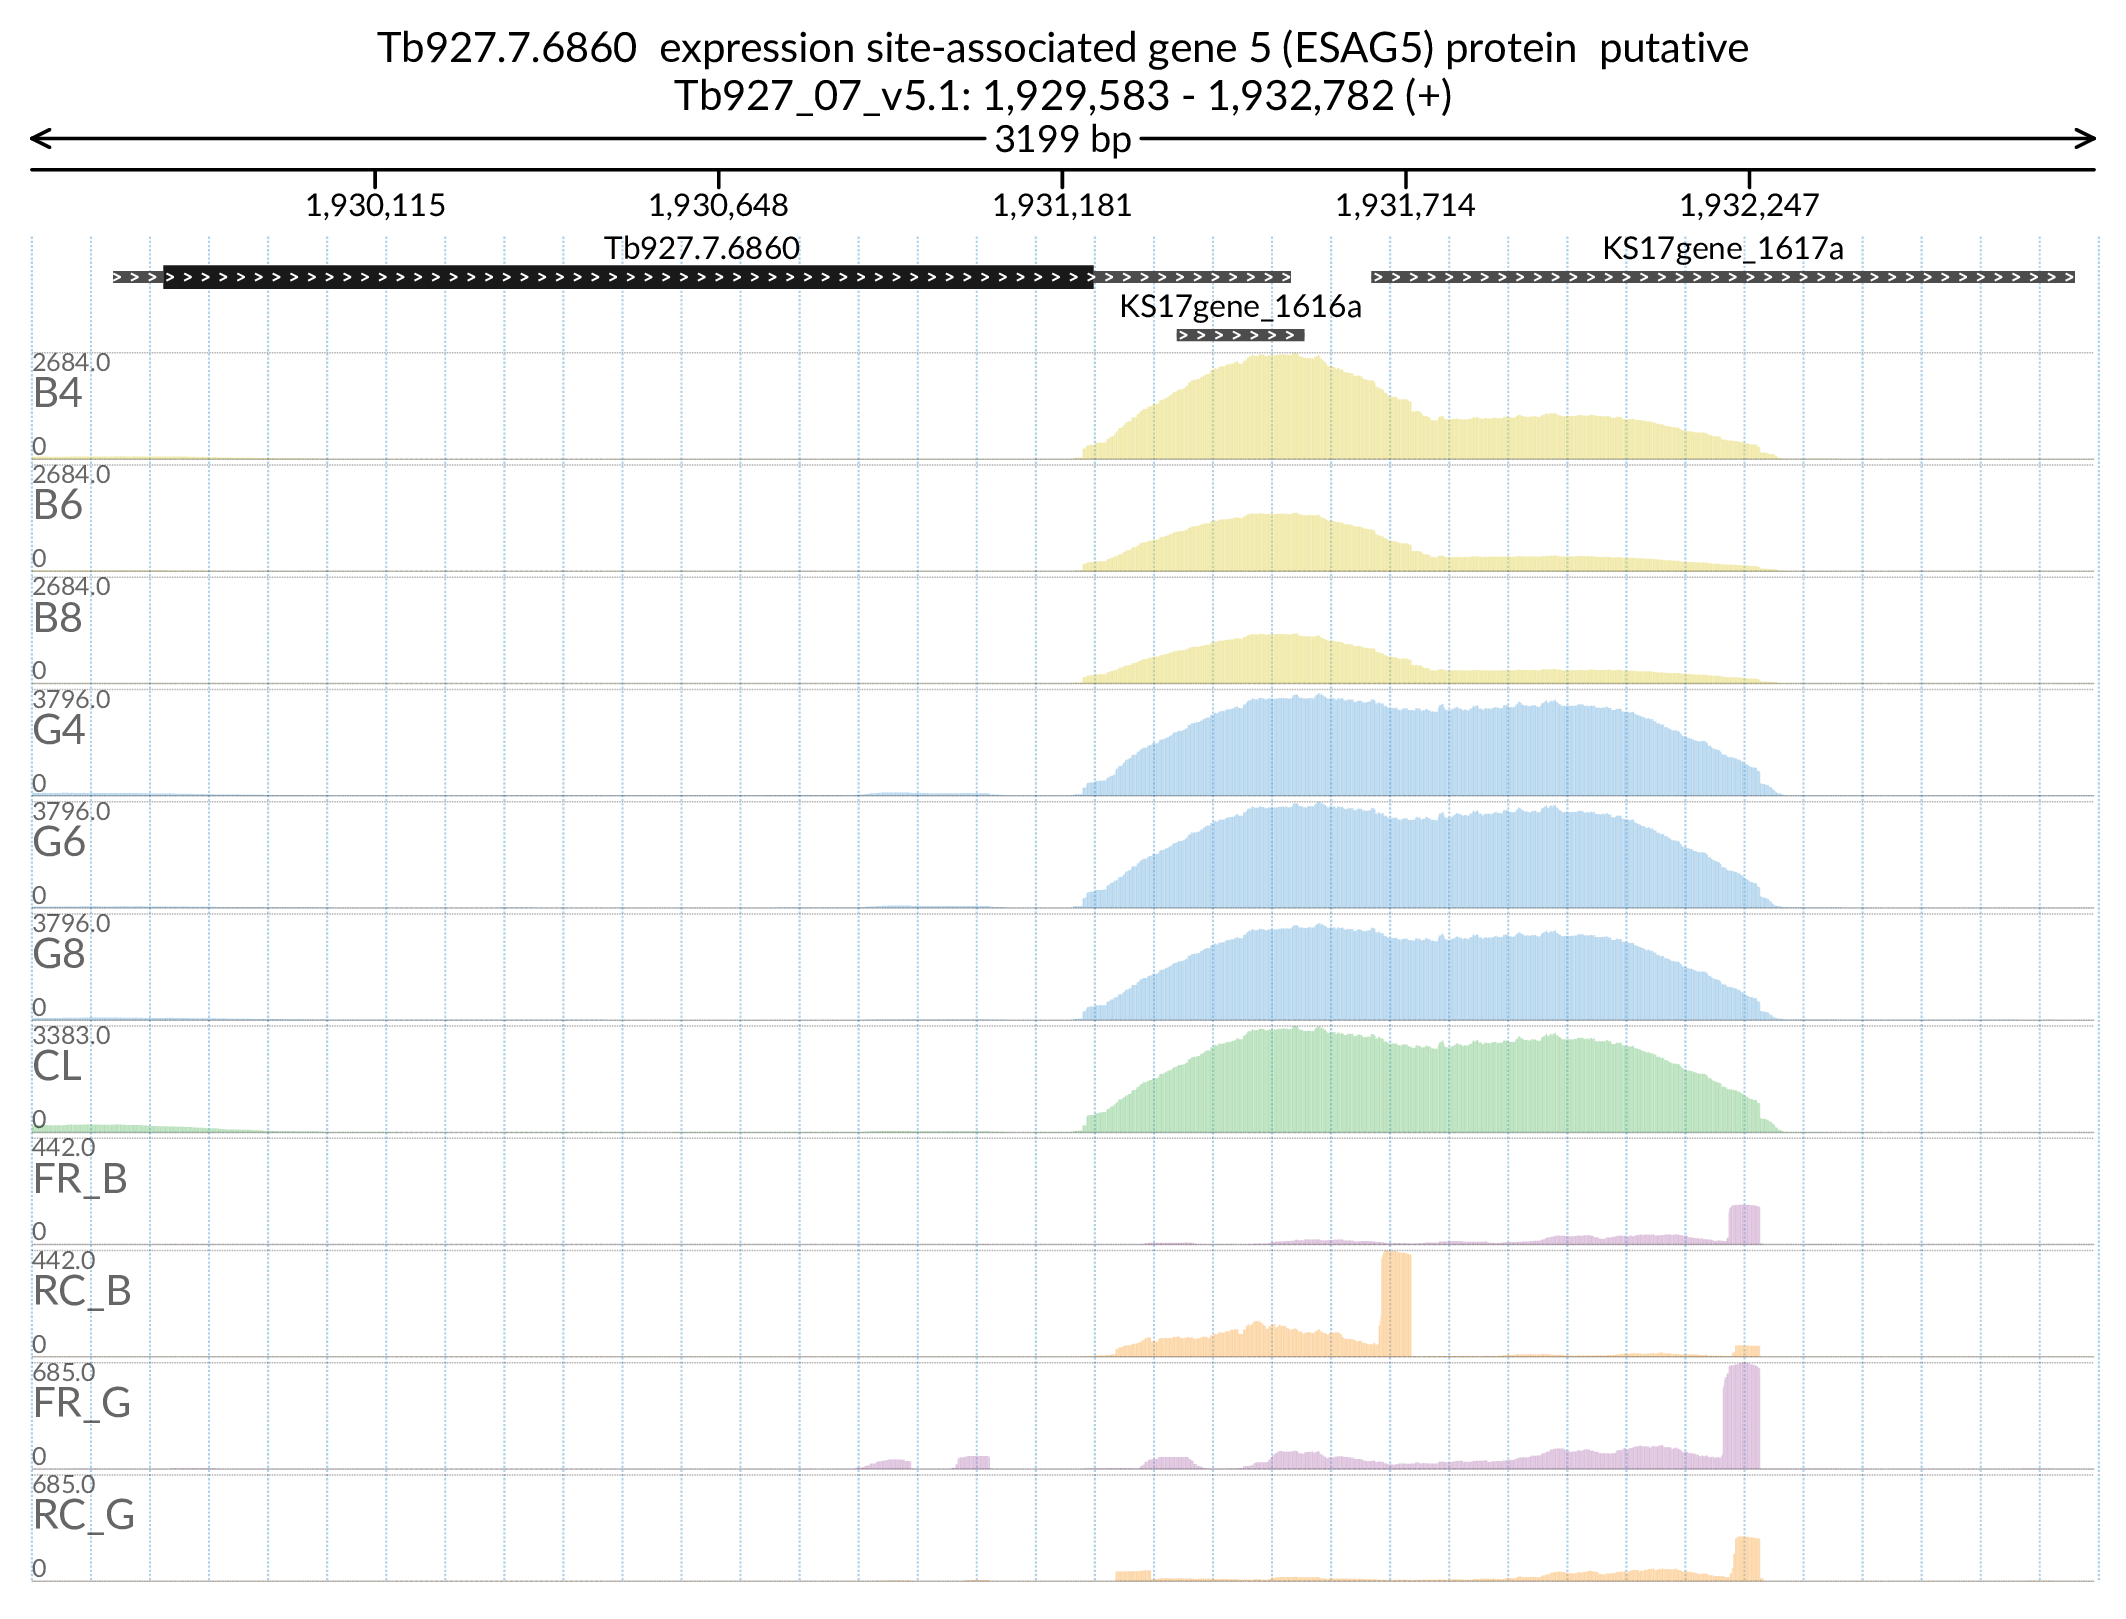 Tb927.7.6860  expression site-associated gene 5 (ESAG5) protein  putative
Tb927_07_v5.1: 1,929,583 - 1,932,782 (+)
3199 bp
1,930,115 1,930,648 1,931,181 1,931,714 1,932,247
Tb927.7.6860 KS17gene_1617a
KS17gene_1616a
2684.0
B4
0
2684.0
B6
0
2684.0
B8
0
3796.0
G4
0
3796.0
G6
0
3796.0
G8
0
3383.0
CL
0
442.0
FR_B
0
442.0
RC_B
0
685.0
FR_G
0
685.0
RC_G
0